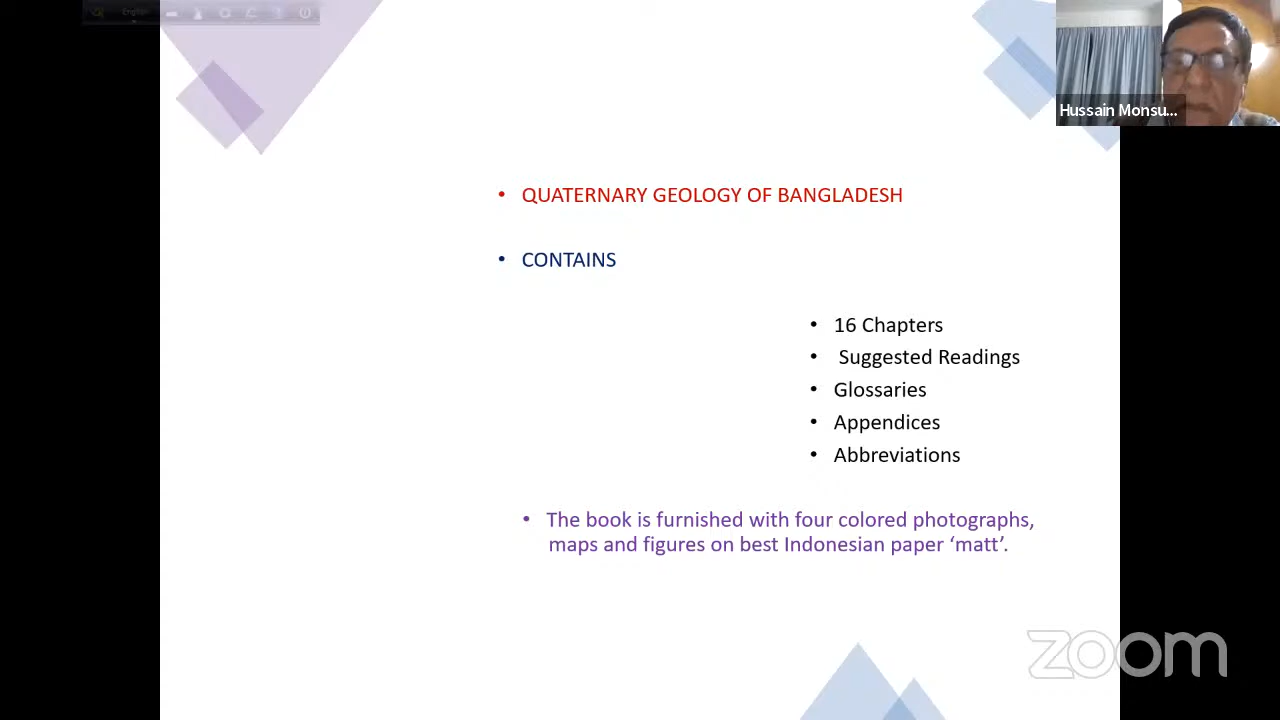 English
Hussain Monsu...
• QUATERNARY GEOLOGY OF BANGLADESH
• CONTAINS
• 16 Chapters
• Suggested Readings
• Glossaries
• Appendices
• Abbreviations
• The book is furnished with four colored photographs,
maps and figures on best Indonesian paper ‘matt’.
zoom